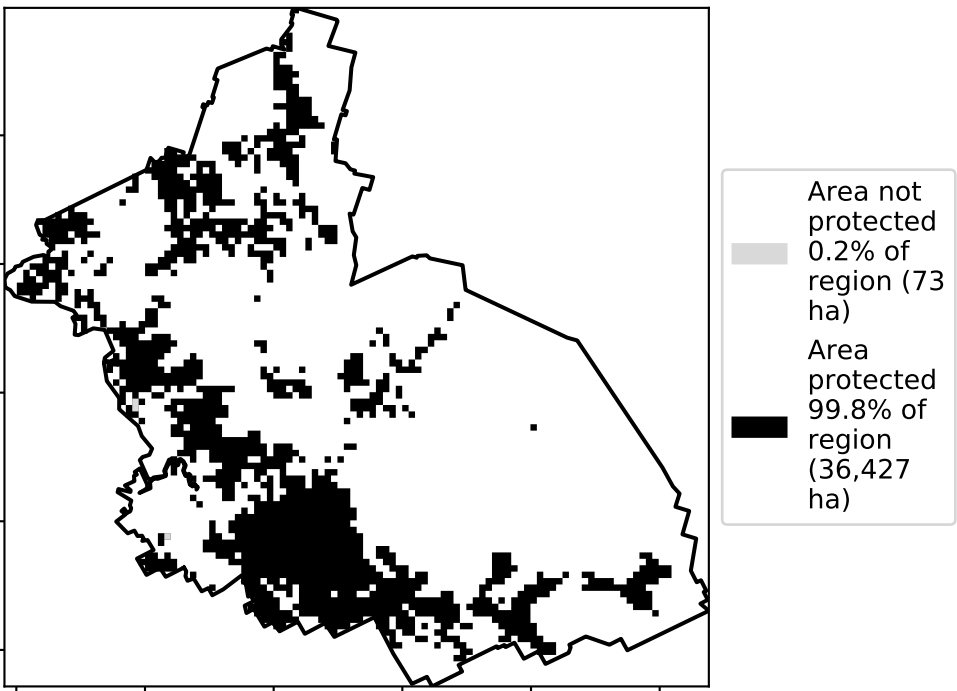 Area not
protected
0.2% of
region (73
ha)
Area
protected
99.8% of
region
(36,427
ha)